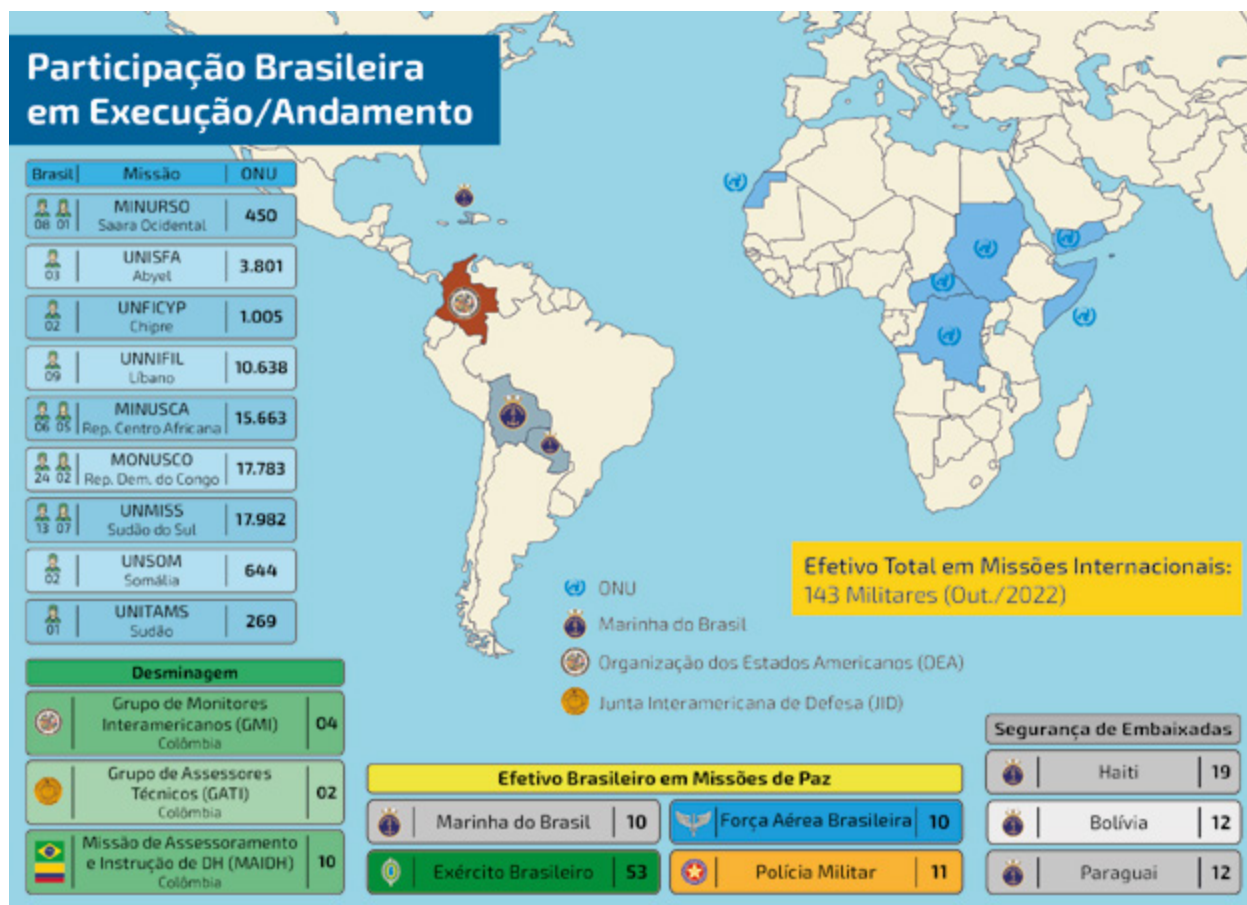 Participação Brasileira
em Execução/Andamento
Brasil
Missão
ONU
08 01
MINURSO
Saara Ocidental
450
03
UNISFA
Abyel
3.801
02
UNFICYP
Chipre
1.005
09
UNNIFIL
Líbano
10.638
06 05
MINUSCA
Rep. Centro Africana
15.663
24 02
MONUSCO
Rep. Dem. do Congo
17.783
13 07
UNMISS
Sudão do Sul
17.982
02
UNSOM
Somália
644
01
UNITAMS
Sudão
269
Desminagem
Grupo de Monitores
Interamericanos (GMI)
Colômbia
04
Grupo de Assessores
Técnicos (GATI)
Colômbia
02
Missão de Assessoramento
e Instrução de DH (MAIDH)
Colômbia
10
ONU
Marinha do Brasil
Organização dos Estados Americanos (OEA)
Junta Interamericana de Defesa (JID)
Efetivo Total em Missões Internacionais:
143 Militares (Out./2022)
Efetivo Brasileiro em Missões de Paz
Marinha do Brasil
10
Força Aérea Brasileira
10
Exército Brasileiro
53
Polícia Militar
11
Segurança de Embaixadas
Haiti
19
Bolívia
12
Paraguai
12